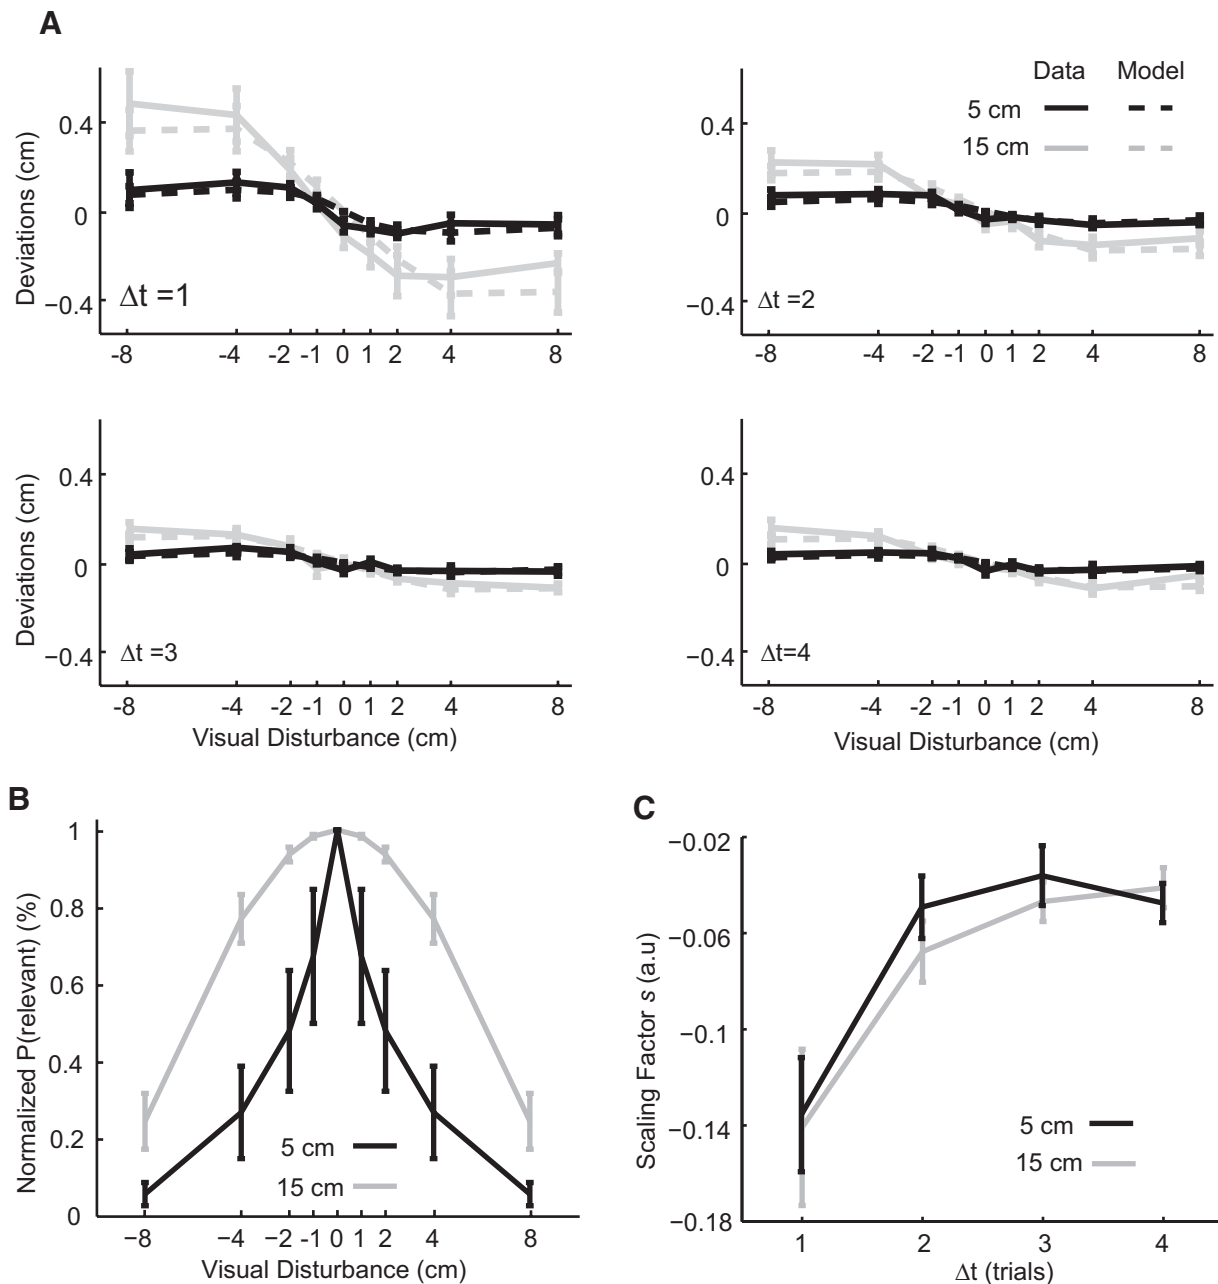 A
Data Model
5 cm
15 cm
Deviations (cm)
0.4
0
−0.4
Δt =1
-8 -4 -2 -1 0 1 2 4 8
0.4
0
−0.4
Δt =2
-8 -4 -2 -1 0 1 2 4 8
Deviations (cm)
0.4
0
−0.4
Δt =3
-8 -4 -2 -1 0 1 2 4 8
Visual Disturbance (cm)
0.4
0
−0.4
Δt=4
-8 -4 -2 -1 0 1 2 4 8
Visual Disturbance (cm)
B
Normalized P(relevant) (%)
1
0.8
0.6
0.4
0.2
0
5 cm
15 cm
−8 −4 −2 -1 0 1 2 4 8
Visual Disturbance (cm)
C
Scaling Factor s (a.u)
−0.02
−0.06
−0.1
−0.14
−0.18
5 cm
15 cm
1 2 3 4
Δt (trials)